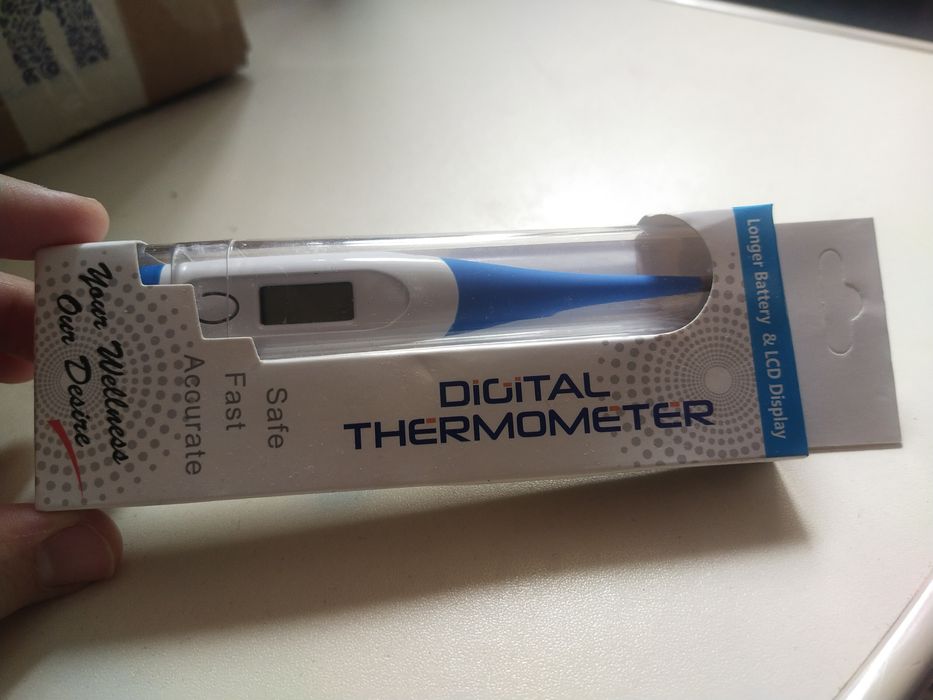 Your Wellness
Our Desire
Safe
Fast
Accurate
DiGiTAL
THERMOMETER
Longer Battery & LCD Display